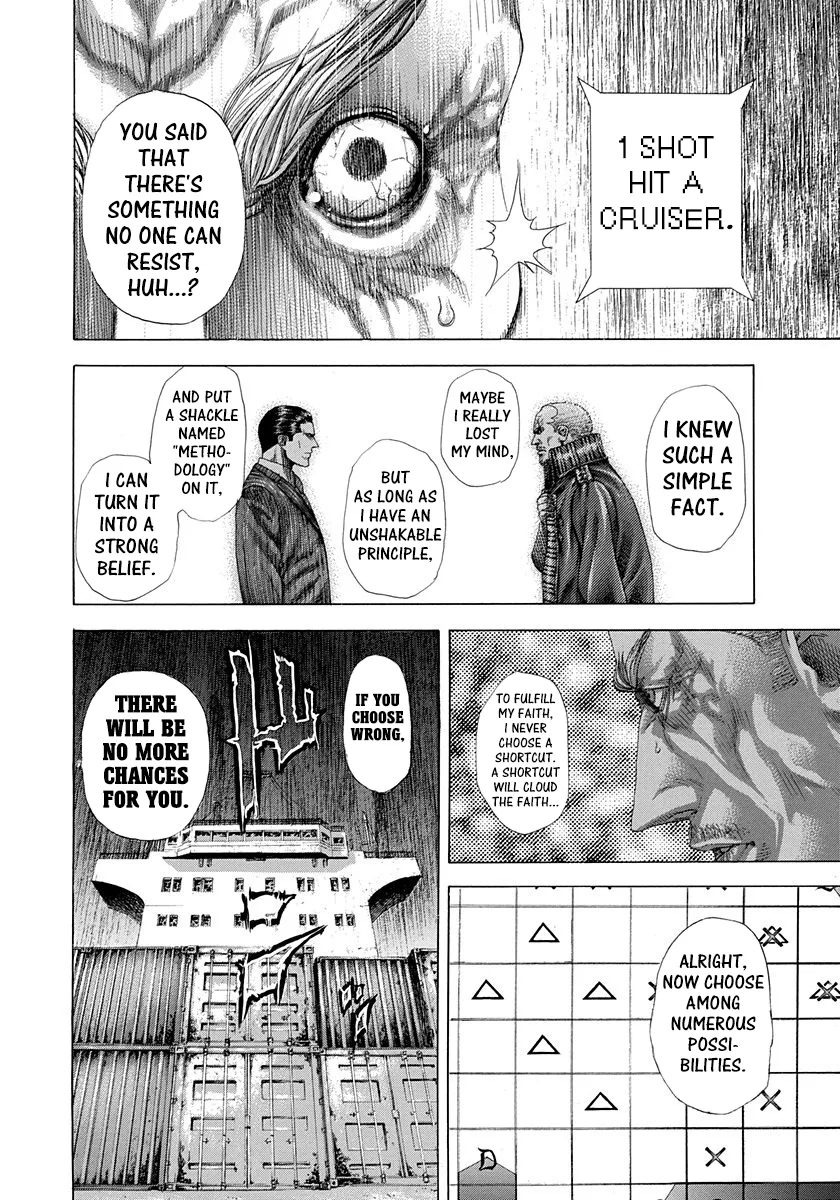 1 SHOT
HIT A
CRUISER.
YOU SAID
THAT
THERE'S
SOMETHING
NO ONE CAN
RESIST,
HUH...?
I KNEW
SUCH A
SIMPLE
FACT.
MAYBE
I REALLY
LOST
MY MIND,
BUT
AS LONG AS
I HAVE AN
UNSHAKABLE
PRINCIPLE,
AND PUT
A SHACKLE
NAMED
"METHO-
DOLOGY"
ON IT,
I CAN
TURN IT
INTO A
STRONG
BELIEF.
TO FULFILL
MY FAITH,
I NEVER
CHOOSE A
SHORTCUT.
A SHORTCUT
WILL CLOUD
THE FAITH...
ALRIGHT,
NOW CHOOSE
AMONG
NUMEROUS
POSSI-
BILITIES.
D
IF YOU
CHOOSE
WRONG,
THERE
WILL BE
NO MORE
CHANCES
FOR YOU.